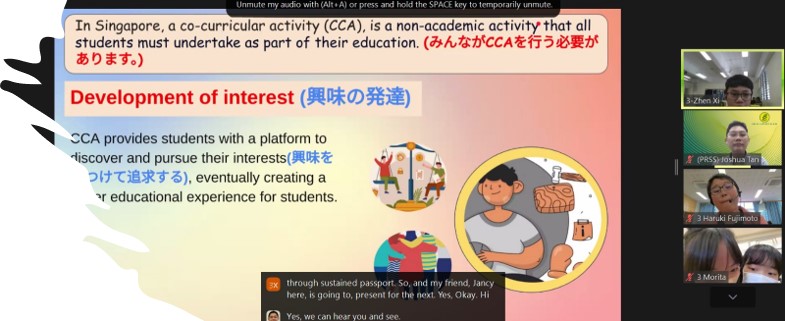 Unmute my audio with (Alt+A) or press and hold the SPACE key to temporarily unmute.
In Singapore, a co-curricular activity (CCA), is a non-academic activity that all
students must undertake as part of their education. (みんながCCAを行う必要が
あります。)
Development of interest (興味の発達)
CCA provides students with a platform to
discover and pursue their interests(興味を
つけて追求する), eventually creating a
er educational experience for students.
through sustained passport. So, and my friend, Jancy
here, is going to, present for the next. Yes, Okay. Hi
Yes, we can hear you and see.
3-Zhen Xi
(PRSS) Joshua Tan
3 Haruki Fujimoto
3 Morita